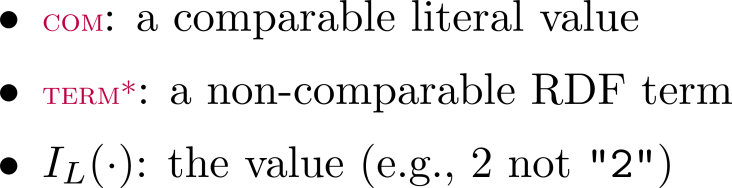 • COM: a comparable literal value
• TERM*: a non-comparable RDF term
• I_L(·): the value (e.g., 2 not "2")